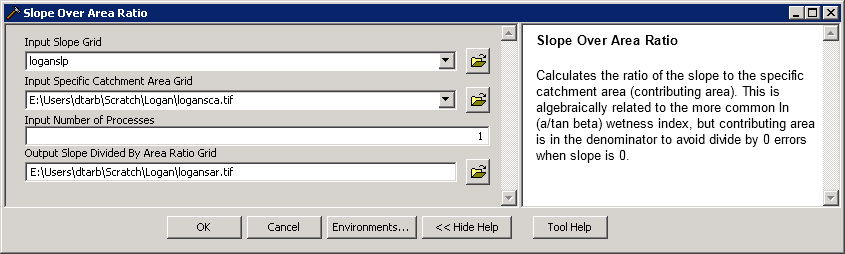 Slope Over Area Ratio
Input Slope Grid
loganslp
Input Specific Catchment Area Grid
E:\Users\dtarb\Scratch\Logan\logansca.tif
Input Number of Processes
1
Output Slope Divided By Area Ratio Grid
E:\Users\dtarb\Scratch\Logan\logansar.tif
Slope Over Area Ratio
Calculates the ratio of the slope to the specific
catchment area (contributing area). This is
algebraically related to the more common ln
(a/tan beta) wetness index, but contributing area
is in the denominator to avoid divide by 0 errors
when slope is 0.
OK
Cancel
Environments...
<< Hide Help
Tool Help